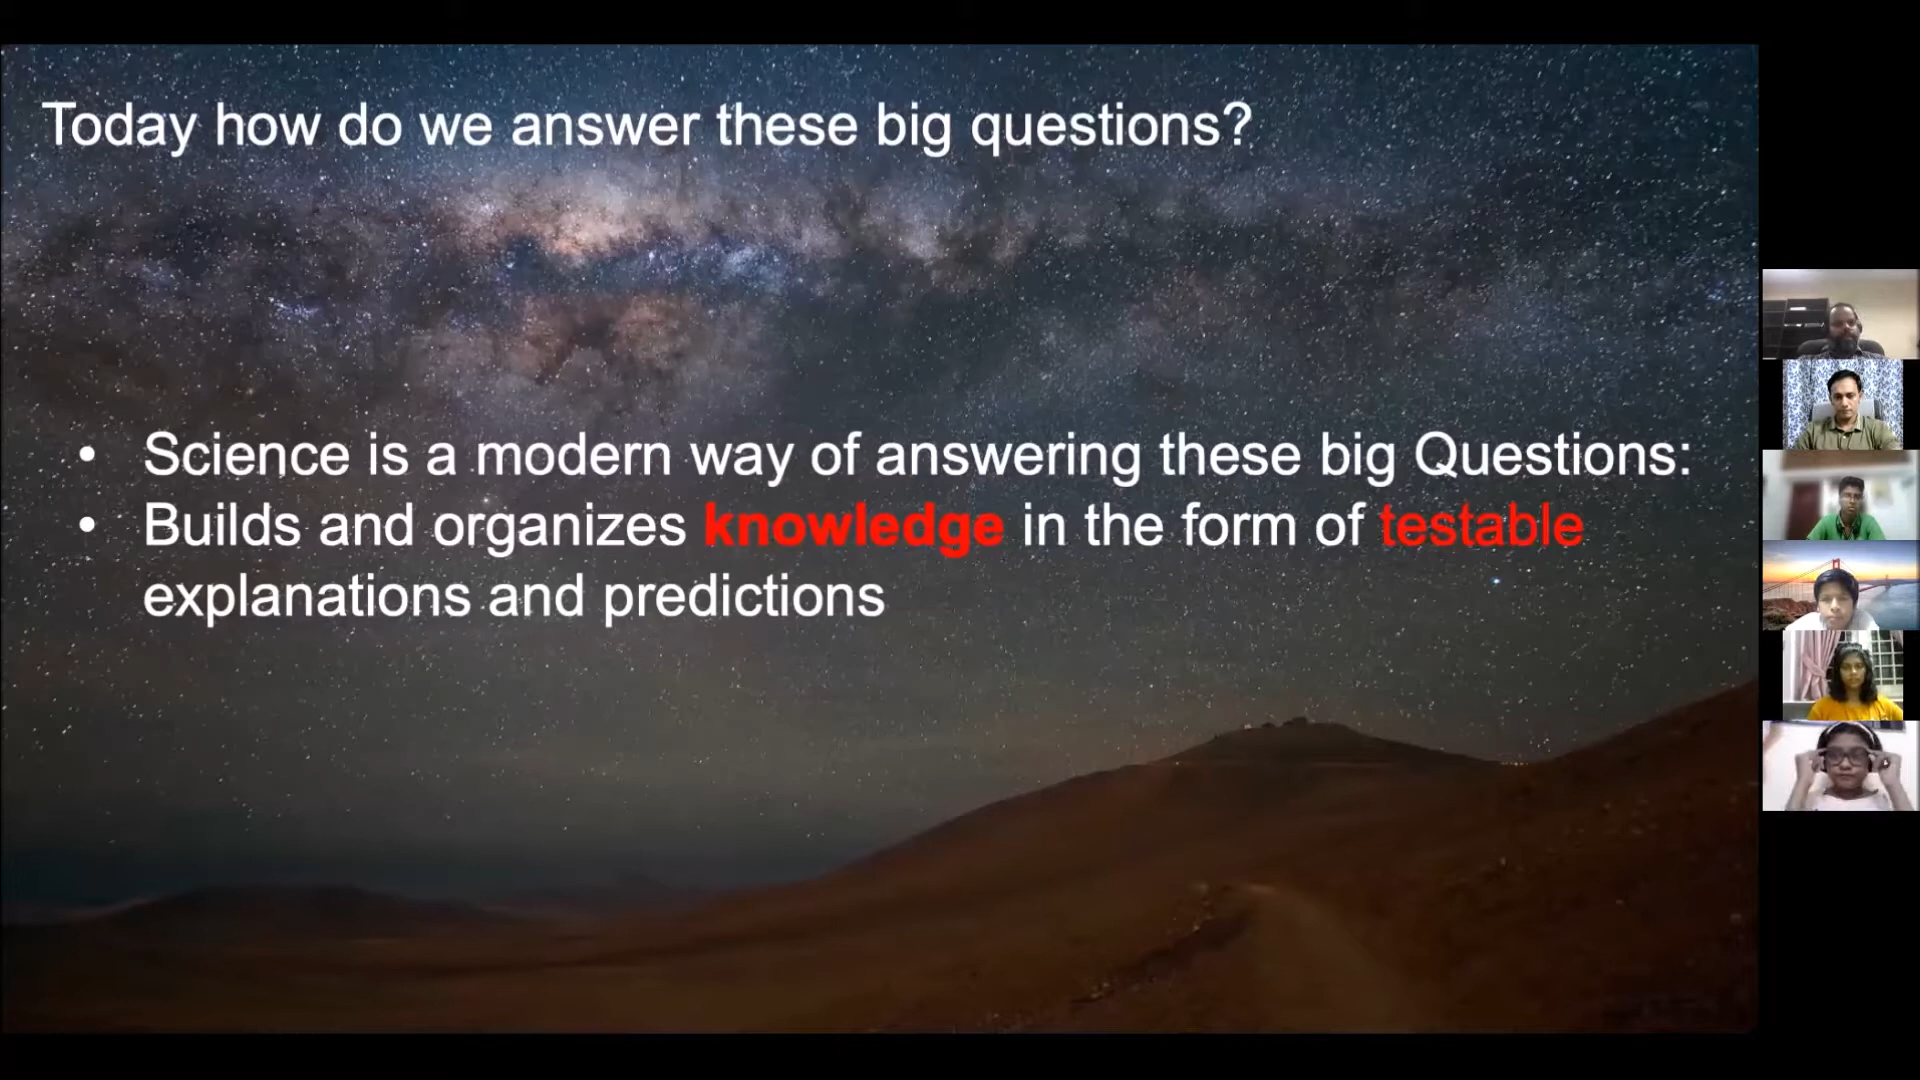 Today how do we answer these big questions?
• Science is a modern way of answering these big Questions:
• Builds and organizes knowledge in the form of testable
explanations and predictions